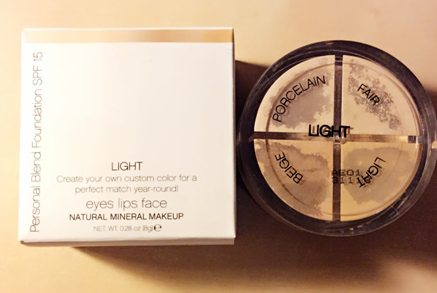 Personal Blend Foundation SPF 15
LIGHT
Create your own custom color for a
perfect match year-round!
eyes lips face
NATURAL MINERAL MAKEUP
NET WT 0.28 oz (8g)℮
PORCELAIN
FAIR
LIGHT
BEIGE
LIGHT